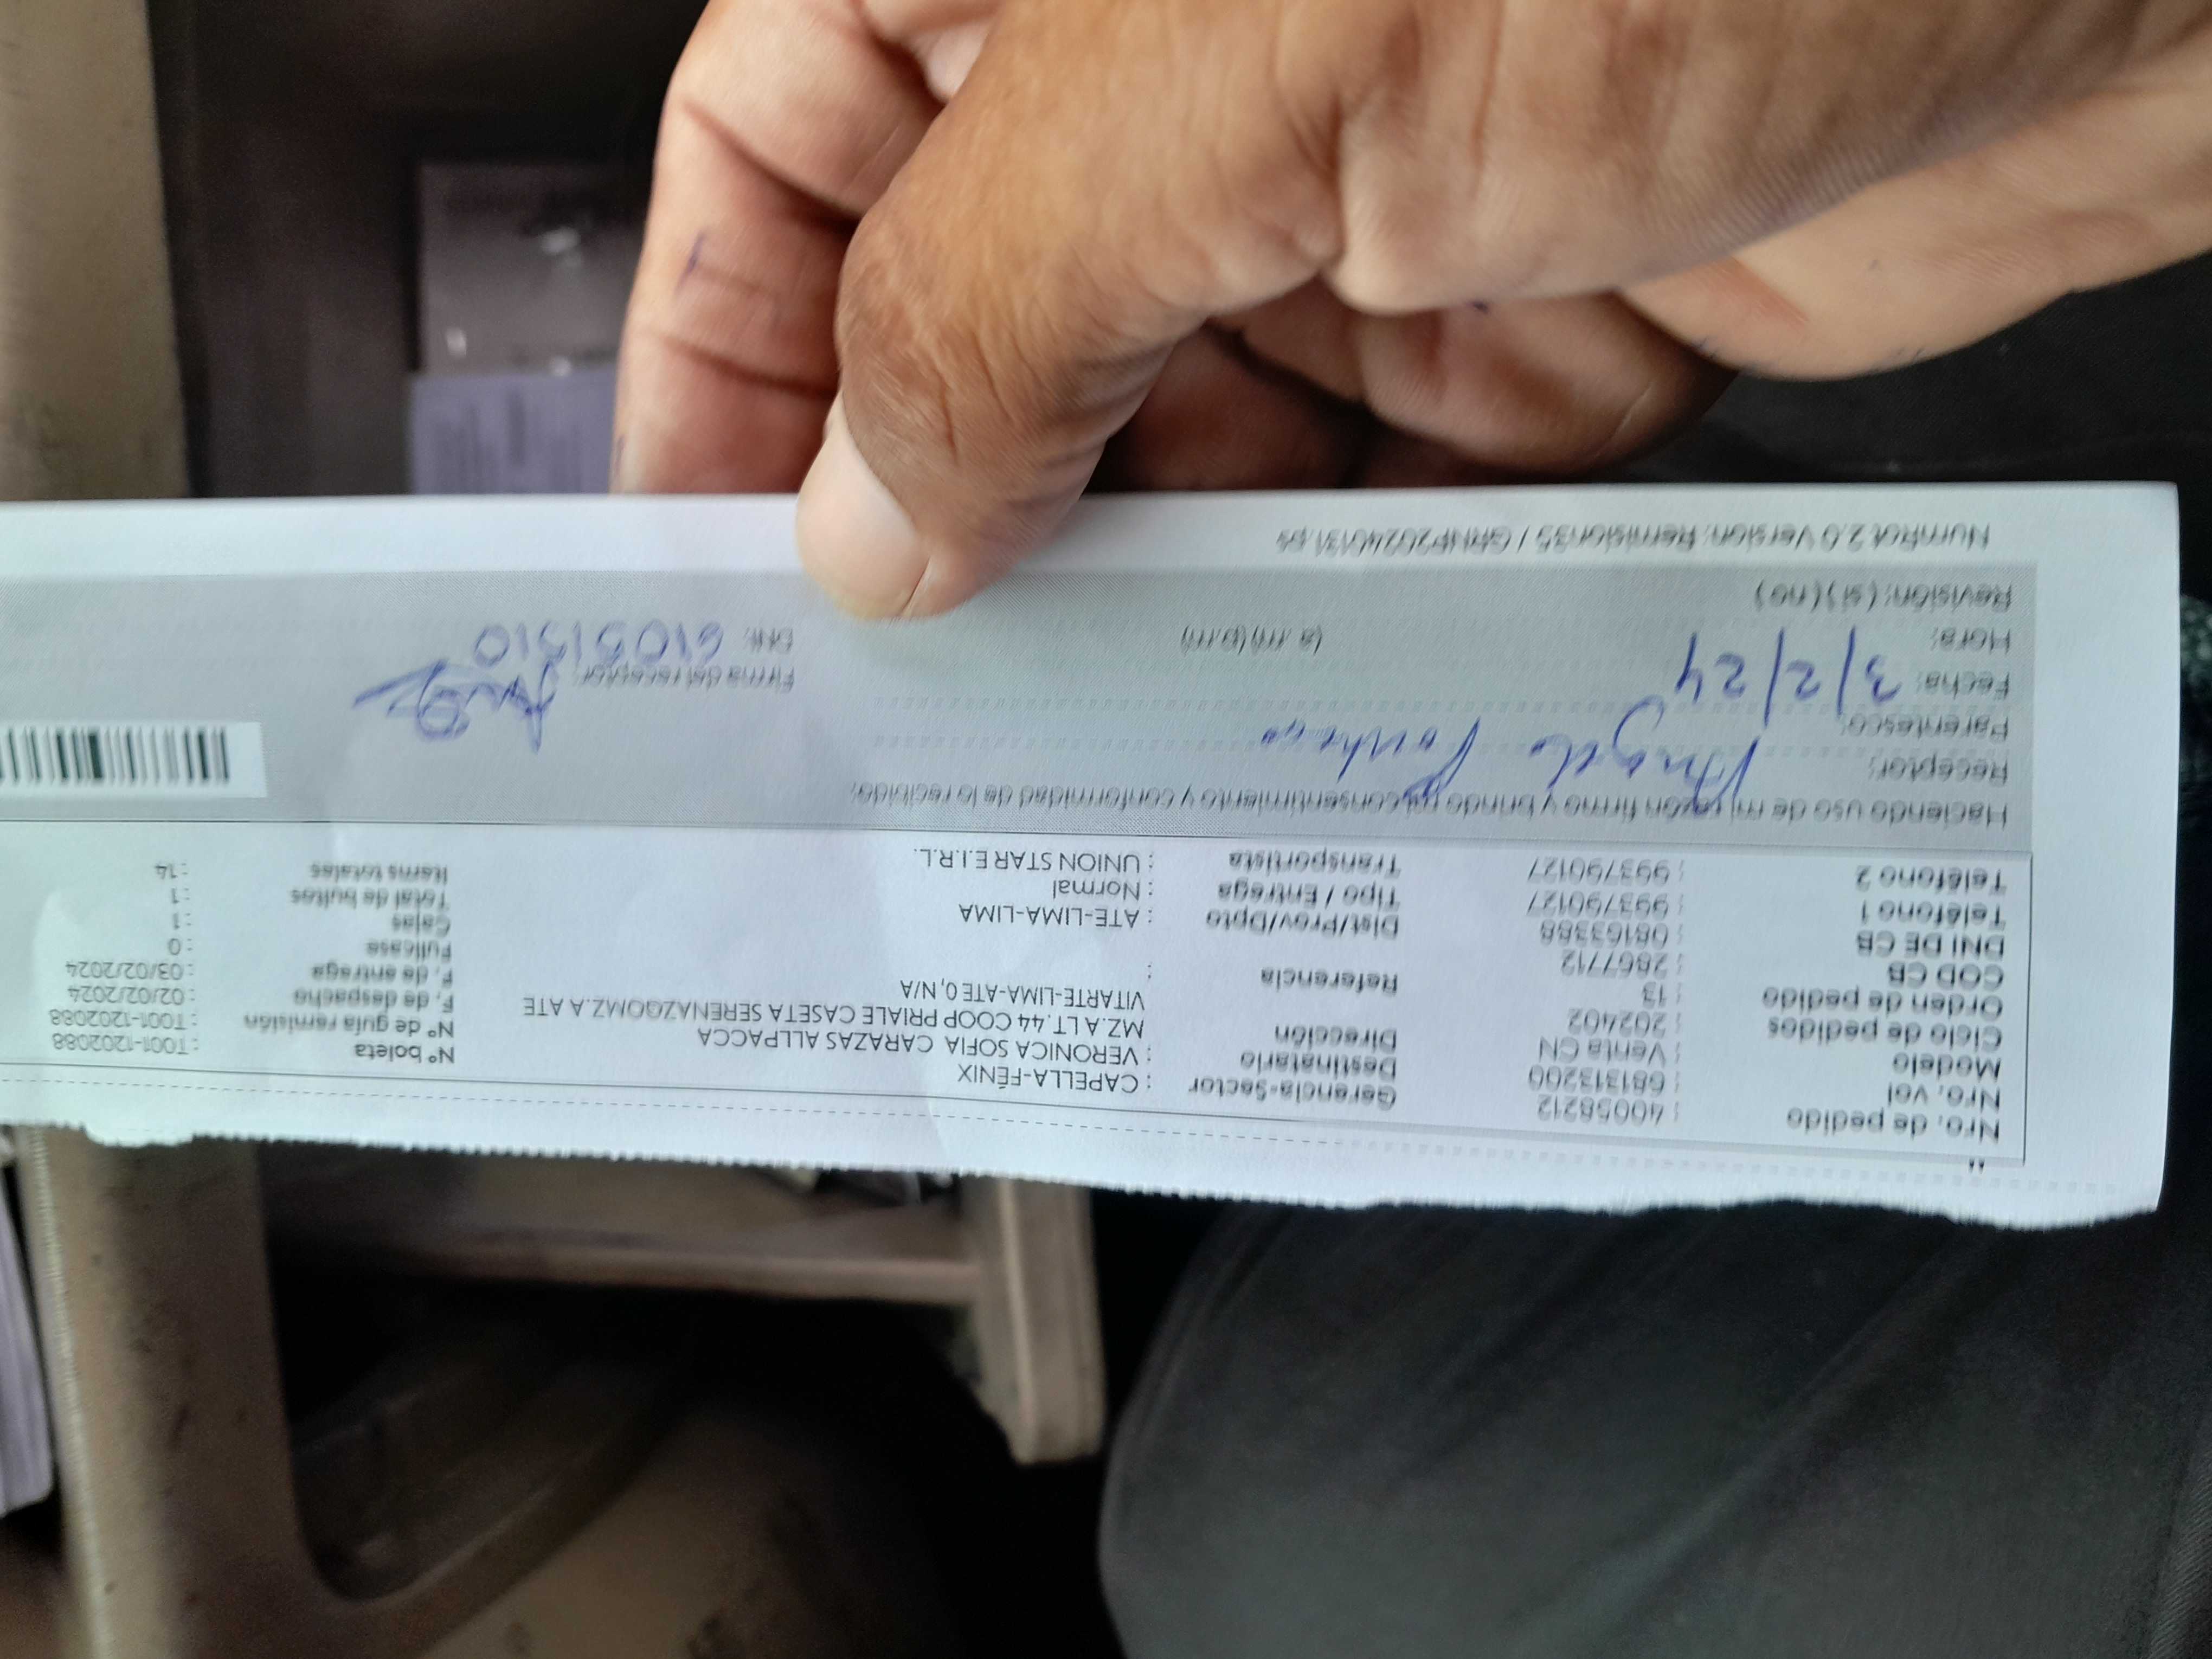 Nro. de pedido : 40058212 Gerencia-Sector : CAPELLA-FÉNIX Nº boleta : T001-1202088
Nro. vol : 681313200 Destinatario : VERONICA SOFIA CARAZAS ALLPACCA Nº de guía remisión : T001-1202088
Modelo : Venta CN Dirección MZ.A LT.44 COOP PRIALE CASETA SERENAZGOMZ.A ATE F. de despacho : 02/02/2024
Ciclo de pedidos : 202402 VITARTE-LIMA-ATE 0, N/A F. de entrega : 03/02/2024
Orden de pedido : 13 Referencia : Fullcase : 0
COD CB : 2867712 Cajas : 1
DNI DE CB : 08163388 Dist/Prov/Dpto : ATE-LIMA-LIMA Total de bultos : 1
Teléfono 1 : 993790127 Tipo / Entrega : Normal Items totales : 14
Teléfono 2 : 993790127 Transportista : UNION STAR E.I.R.L.
Haciendo uso de mi razón firmo y brindo mi consentimiento y conformidad de lo recibido:
Receptor:
Parentesco:
Fecha: 3/2/24 Firma del receptor:
Hora: (a.m) (p.m) DNI: 61051510
Revisión: ( si ) ( no )
NumRot 2.0 Version: Remision35 / GRNP20240131.ps